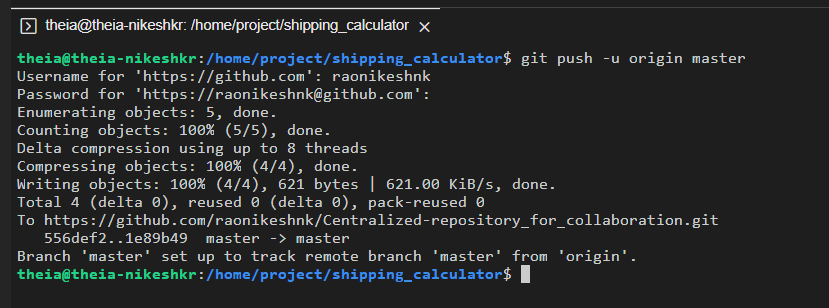 theia@theia-nikeshkr: /home/project/shipping_calculator
theia@theia-nikeshkr:/home/project/shipping_calculator$ git push -u origin master
Username for 'https://github.com': raonikeshnk
Password for 'https://raonikeshnk@github.com':
Enumerating objects: 5, done.
Counting objects: 100% (5/5), done.
Delta compression using up to 8 threads
Compressing objects: 100% (4/4), done.
Writing objects: 100% (4/4), 621 bytes | 621.00 KiB/s, done.
Total 4 (delta 0), reused 0 (delta 0), pack-reused 0
To https://github.com/raonikeshnk/Centralized-repository_for_collaboration.git
   556def2..1e89b49  master -> master
Branch 'master' set up to track remote branch 'master' from 'origin'.
theia@theia-nikeshkr:/home/project/shipping_calculator$